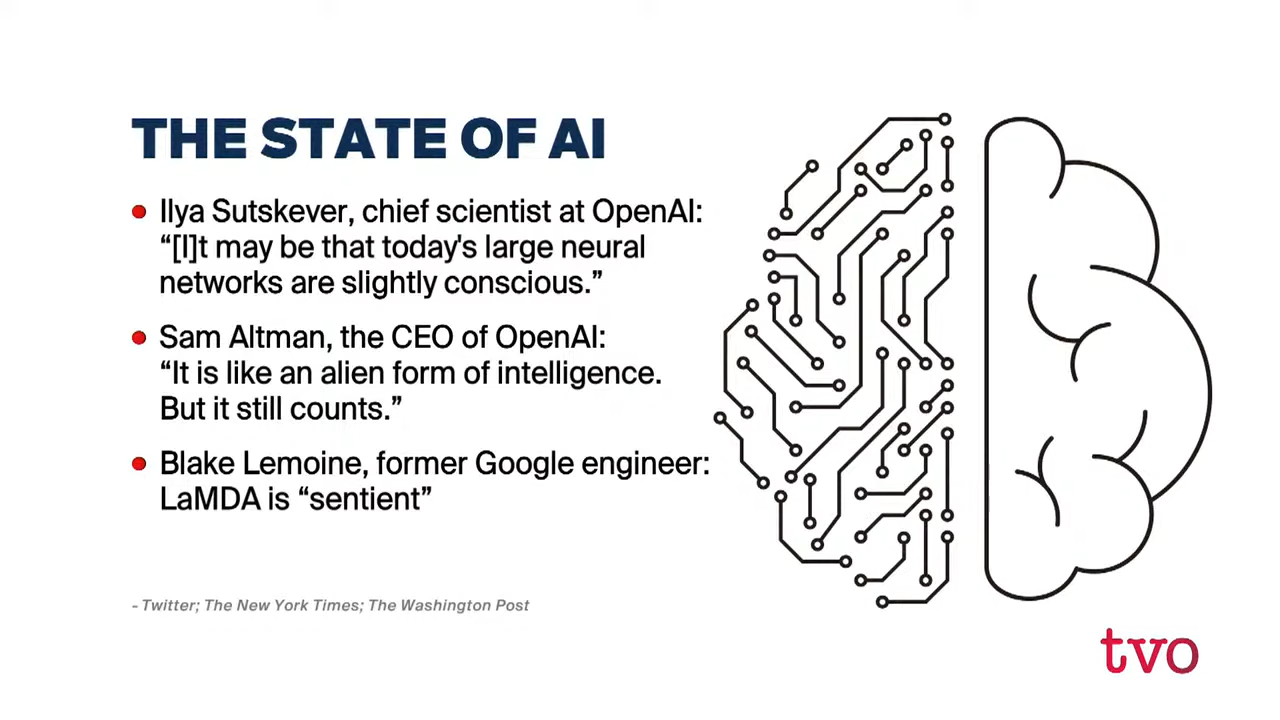 THE STATE OF AI
• Ilya Sutskever, chief scientist at OpenAI:
“[I]t may be that today's large neural
networks are slightly conscious.”
• Sam Altman, the CEO of OpenAI:
“It is like an alien form of intelligence.
But it still counts.”
• Blake Lemoine, former Google engineer:
LaMDA is “sentient”
- Twitter; The New York Times; The Washington Post
tvo